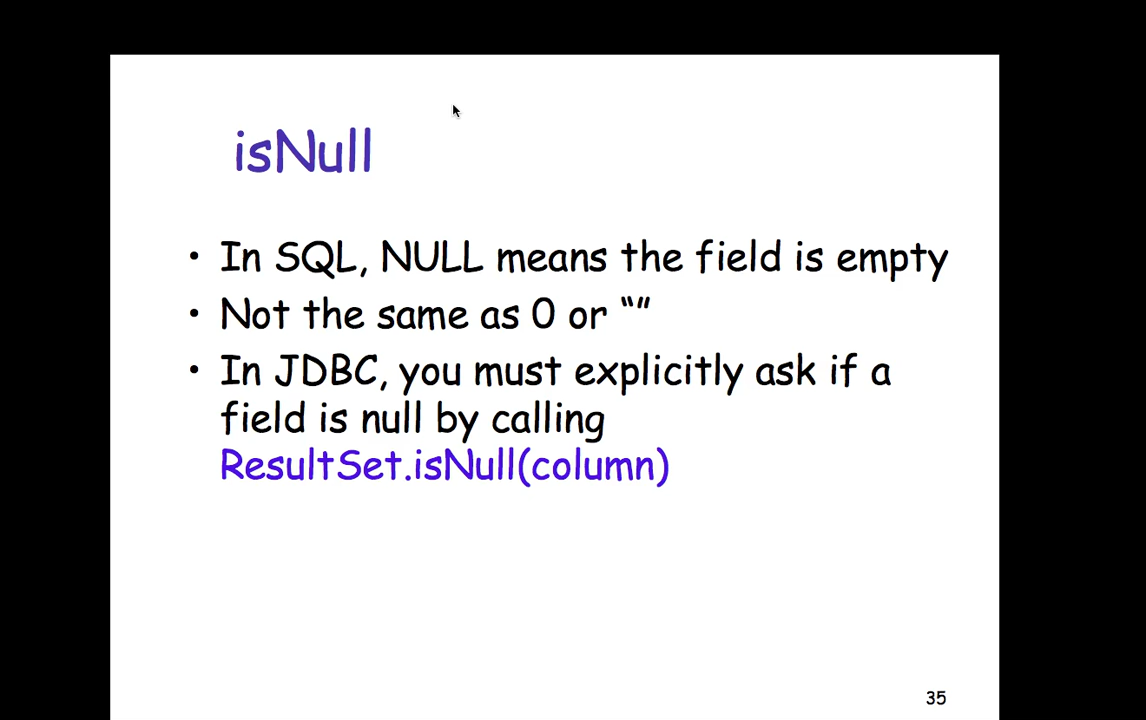 isNull
• In SQL, NULL means the field is empty
• Not the same as 0 or “”
• In JDBC, you must explicitly ask if a
field is null by calling
ResultSet.isNull(column)
35